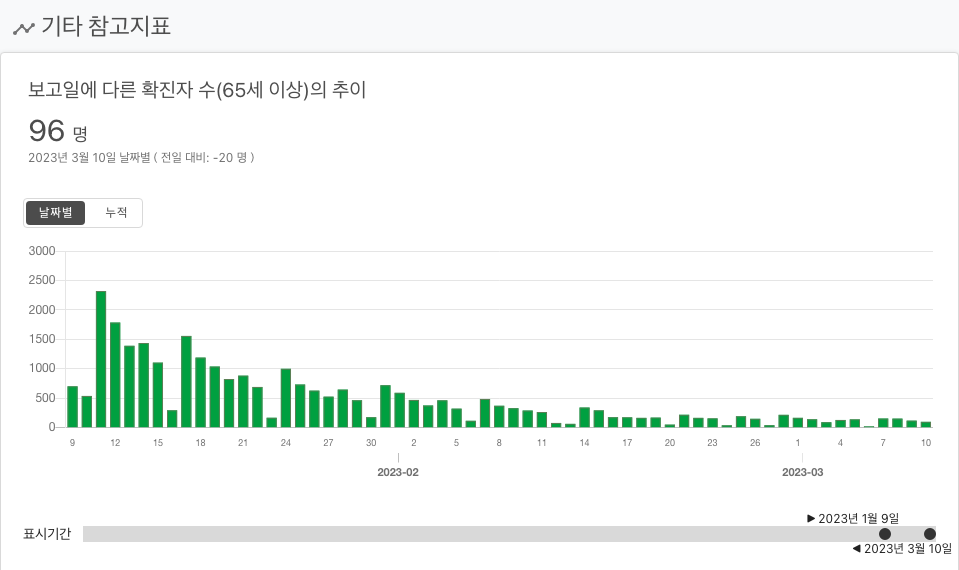 기타 참고지표
보고일에 다른 확진자 수(65세 이상)의 추이
96 명
2023년 3월 10일 날짜별 ( 전일 대비: -20 명 )
날짜별 누적
3000
2500
2000
1500
1000
500
0
9 12 15 18 21 24 27 30 2 5 8 11 14 17 20 23 26 1 4 7 10
2023-02 2023-03
▶ 2023년 1월 9일
표시기간
◀ 2023년 3월 10일